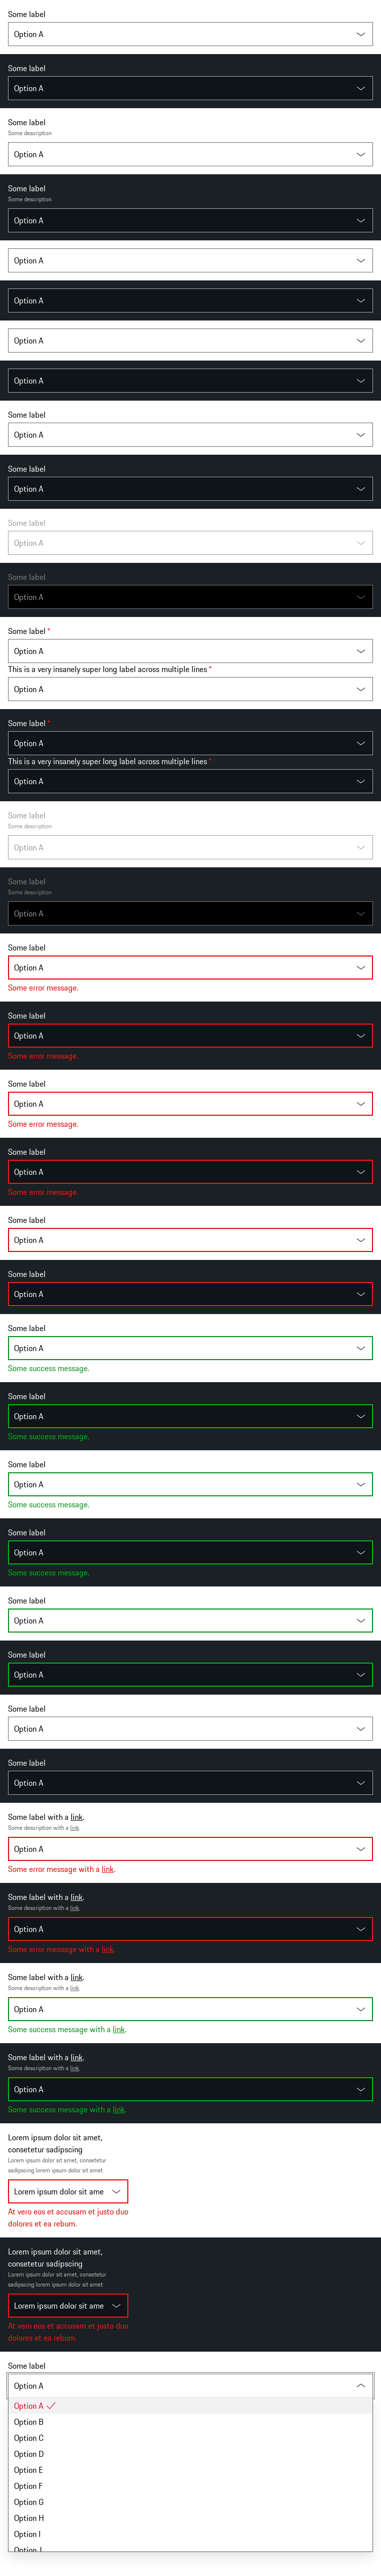 Some label
Option A
Some label
Option A
Some label
Some description
Option A
Some label
Some description
Option A
Option A
Option A
Option A
Option A
Some label
Option A
Some label
Option A
Some label
Option A
Some label
Option A
Some label *
Option A
This is a very insanely super long label across multiple lines *
Option A
Some label *
Option A
This is a very insanely super long label across multiple lines *
Option A
Some label
Some description
Option A
Some label
Some description
Option A
Some label
Option A
Some error message.
Some label
Option A
Some error message.
Some label
Option A
Some error message.
Some label
Option A
Some error message.
Some label
Option A
Some label
Option A
Some label
Option A
Some success message.
Some label
Option A
Some success message.
Some label
Option A
Some success message.
Some label
Option A
Some success message.
Some label
Option A
Some label
Option A
Some label
Option A
Some label
Option A
Some label with a link.
Some description with a link.
Option A
Some error message with a link.
Some label with a link.
Some description with a link.
Option A
Some error message with a link.
Some label with a link.
Some description with a link.
Option A
Some success message with a link.
Some label with a link.
Some description with a link.
Option A
Some success message with a link.
Lorem ipsum dolor sit amet,
consetetur sadipscing
Lorem ipsum dolor sit amet, consetetur
sadipscing lorem ipsum dolor sit amet
Lorem ipsum dolor sit ame
At vero eos et accusam et justo duo
dolores et ea rebum.
Lorem ipsum dolor sit amet,
consetetur sadipscing
Lorem ipsum dolor sit amet, consetetur
sadipscing lorem ipsum dolor sit amet
Lorem ipsum dolor sit ame
At vero eos et accusam et justo duo
dolores et ea rebum.
Some label
Option A
Option A
Option B
Option C
Option D
Option E
Option F
Option G
Option H
Option I
Option J